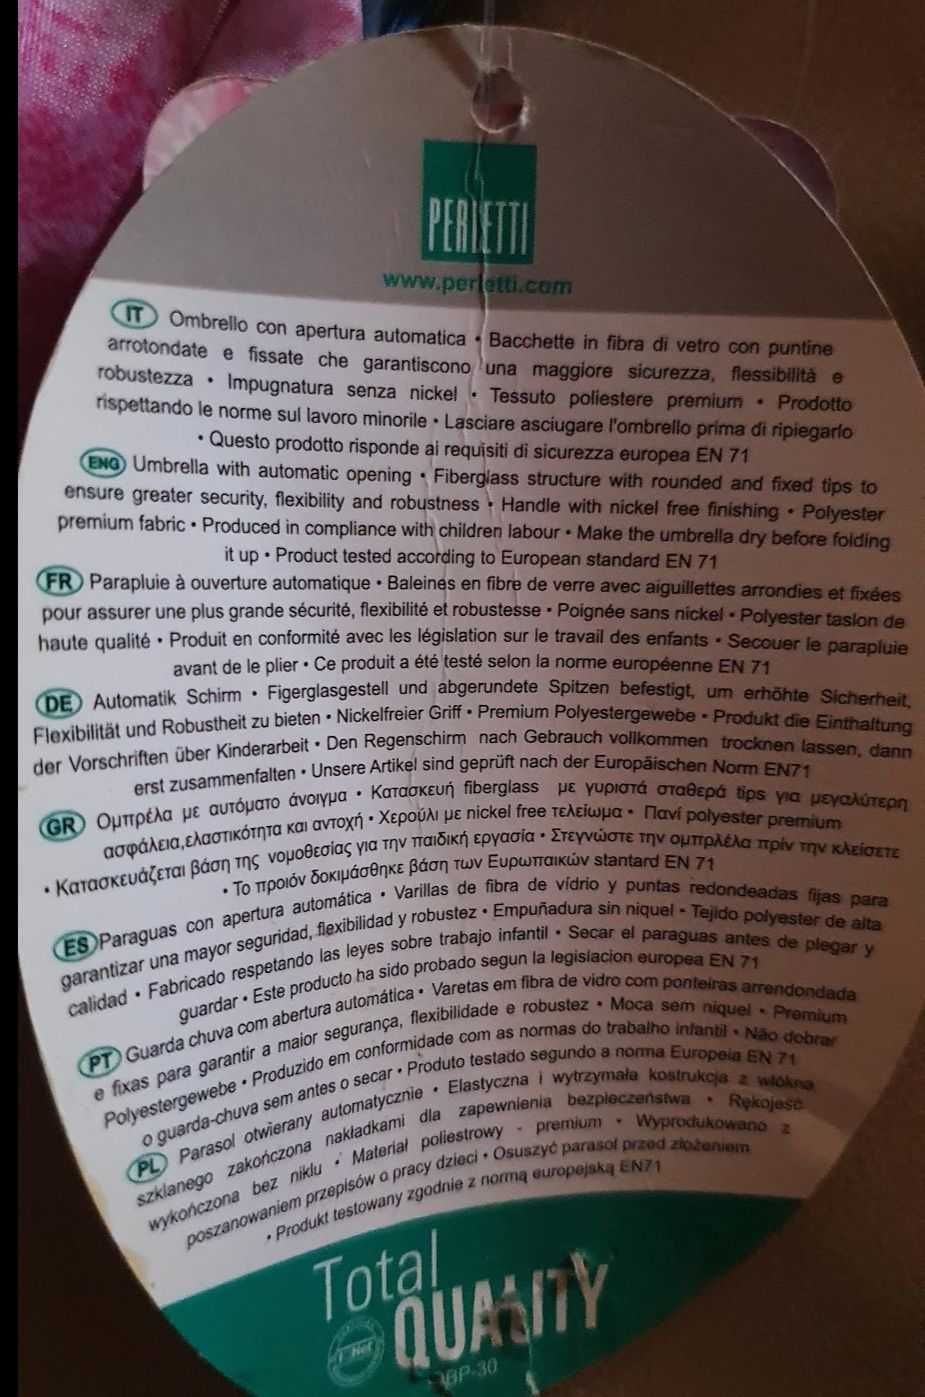 PERLETTI
www.perletti.com
IT Ombrello con apertura automatica • Bacchette in fibra di vetro con puntine
arrotondate e fissate che garantiscono una maggiore sicurezza, flessibilità e
robustezza • Impugnatura senza nickel • Tessuto poliestere premium • Prodotto
rispettando le norme sul lavoro minorile • Lasciare asciugare l'ombrello prima di ripiegarlo
• Questo prodotto risponde ai requisiti di sicurezza europea EN 71
ENG Umbrella with automatic opening • Fiberglass structure with rounded and fixed tips to
ensure greater security, flexibility and robustness • Handle with nickel free finishing • Polyester
premium fabric • Produced in compliance with children labour • Make the umbrella dry before folding
it up • Product tested according to European standard EN 71
FR Parapluie à ouverture automatique • Baleines en fibre de verre avec aiguillettes arrondies et fixées
pour assurer une plus grande sécurité, flexibilité et robustesse • Poignée sans nickel • Polyester taslon de
haute qualité • Produit en conformité avec les législation sur le travail des enfants • Secouer le parapluie
avant de le plier • Ce produit a été testé selon la norme européenne EN 71
DE Automatik Schirm • Figerglasgestell und abgerundete Spitzen befestigt, um erhöhte Sicherheit,
Flexibilität und Robustheit zu bieten • Nickelfreier Griff • Premium Polyestergewebe • Produkt die Einthaltung
der Vorschriften über Kinderarbeit • Den Regenschirm nach Gebrauch vollkommen trocknen lassen, dann
erst zusammenfalten • Unsere Artikel sind geprüft nach der Europäischen Norm EN71
GR Ομπρέλα με αυτόματο άνοιγμα • Κατασκευή fiberglass με γυριστά σταθερά tips για μεγαλύτερη
ασφάλεια,ελαστικότητα και αντοχή • Χερούλι με nickel free τελείωμα • Πανί polyester premium
• Κατασκευάζεται βάση της νομοθεσίας για την παιδική εργασία • Στεγνώστε την ομπρλέλα πρίν την κλείσετε
• Το προιόν δοκιμάσθηκε βάση των Ευρωπαικών stantard EN 71
ES Paraguas con apertura automática • Varillas de fibra de vídrio y puntas redondeadas fijas para
garantizar una mayor seguridad, flexibilidad y robustez • Empuñadura sin niquel - Tejido polyester de alta
calidad • Fabricado respetando las leyes sobre trabajo infantil • Secar el paraguas antes de plegar y
guardar • Este producto ha sido probado segun la legislacion europea EN 71
PT Guarda chuva com abertura automática • Varetas em fibra de vidro com ponteiras arrendondada
e fixas para garantir a maior segurança, flexibilidade e robustez • Moca sem niquel • Premium
Polyestergewebe • Produzido em conformidade com as normas do trabalho infantil • Não dobrar
o guarda-chuva sem antes o secar • Produto testado segundo a norma Europeia EN 71
PL Parasol otwierany automatycznie • Elastyczna i wytrzymała kostrukcja z włókna
szklanego zakończona nakładkami dla zapewnienia bezpieczeństwa • Rękojeść
wykończona bez niklu • Materiał poliestrowy - premium • Wyprodukowano z
poszanowaniem przepisów o pracy dzieci • Osuszyć parasol przed złożeniem
• Produkt testowany zgodnie z normą europejską EN71
Total
QUALITY
BP-30